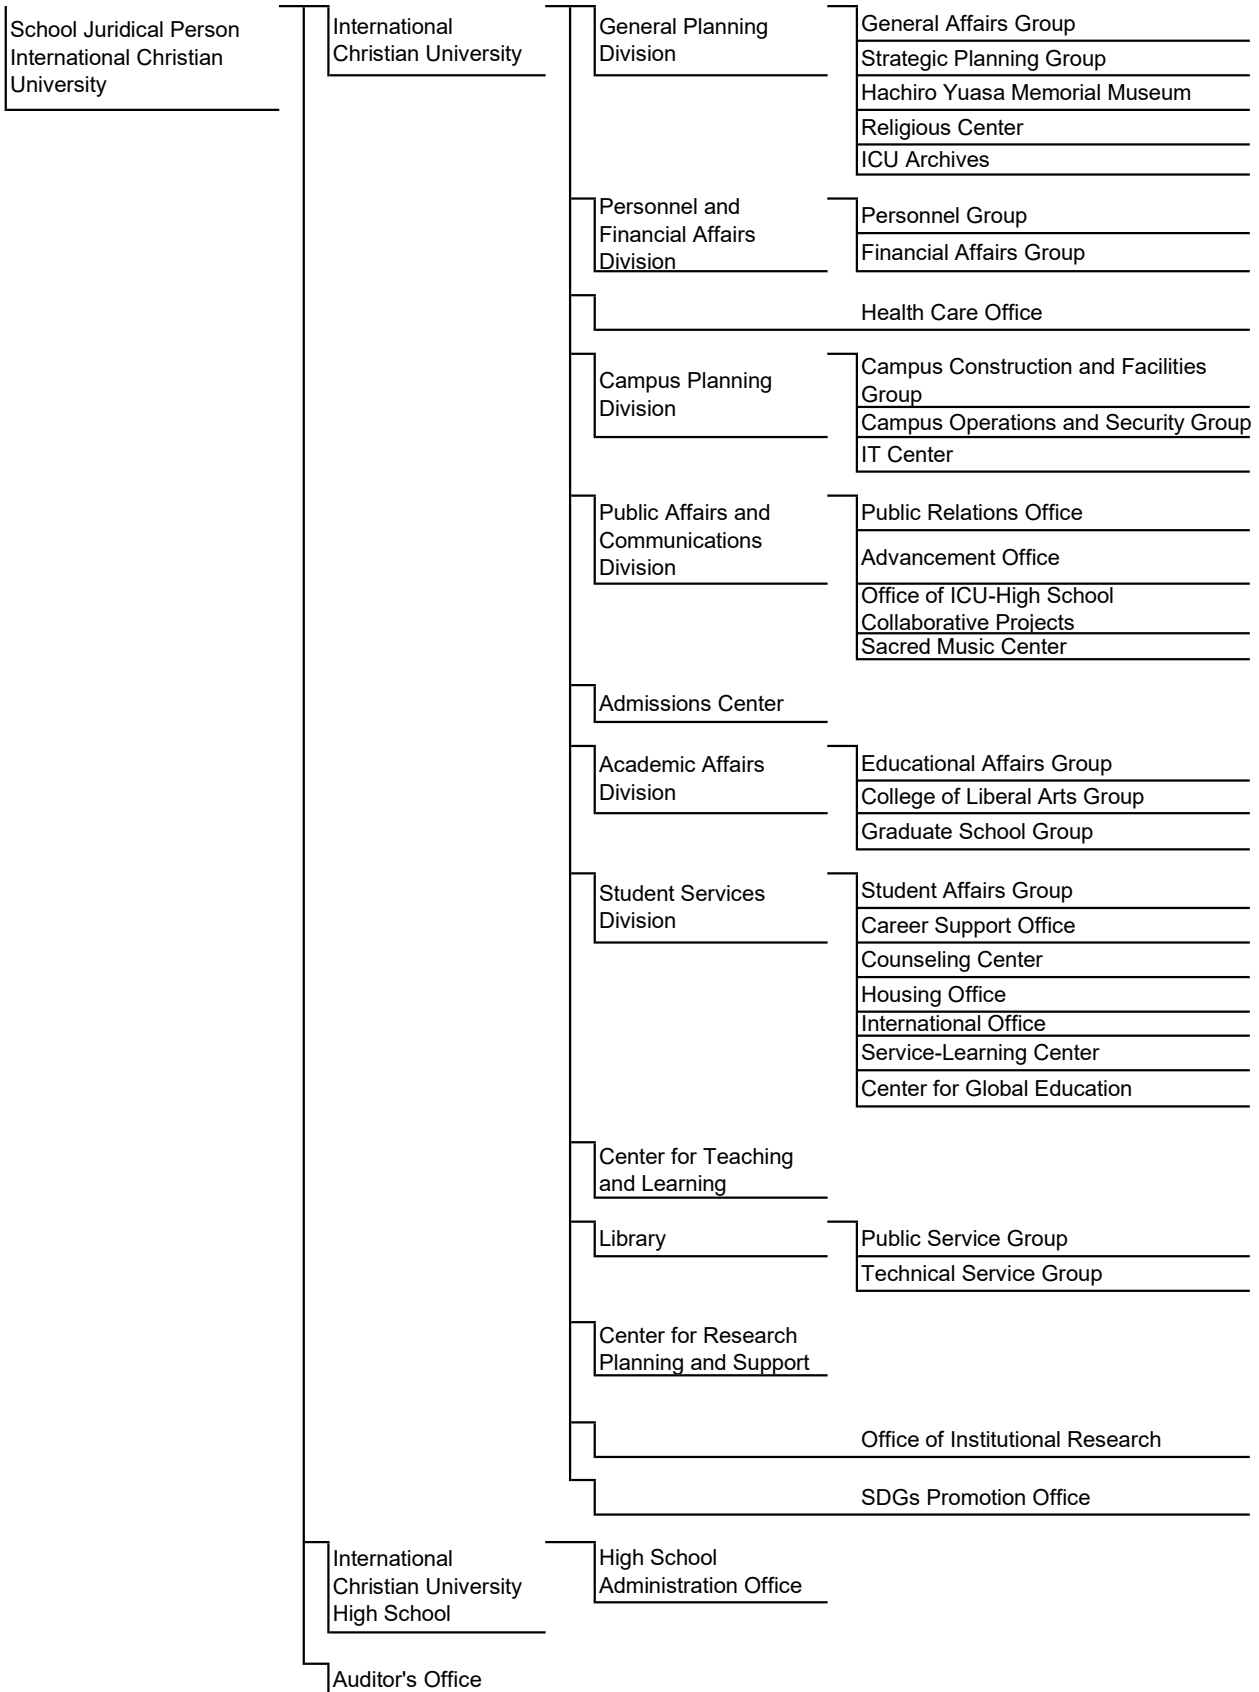 School Juridical Person
International Christian
University
International
Christian University
General Planning
Division
General Affairs Group
Strategic Planning Group
Hachiro Yuasa Memorial Museum
Religious Center
ICU Archives
Personnel and
Financial Affairs
Division
Personnel Group
Financial Affairs Group
Health Care Office
Campus Planning
Division
Campus Construction and Facilities
Group
Campus Operations and Security Group
IT Center
Public Affairs and
Communications
Division
Public Relations Office
Advancement Office
Office of ICU-High School
Collaborative Projects
Sacred Music Center
Admissions Center
Academic Affairs
Division
Educational Affairs Group
College of Liberal Arts Group
Graduate School Group
Student Services
Division
Student Affairs Group
Career Support Office
Counseling Center
Housing Office
International Office
Service-Learning Center
Center for Global Education
Center for Teaching
and Learning
Library
Public Service Group
Technical Service Group
Center for Research
Planning and Support
Office of Institutional Research
SDGs Promotion Office
International
Christian University
High School
High School
Administration Office
Auditor's Office